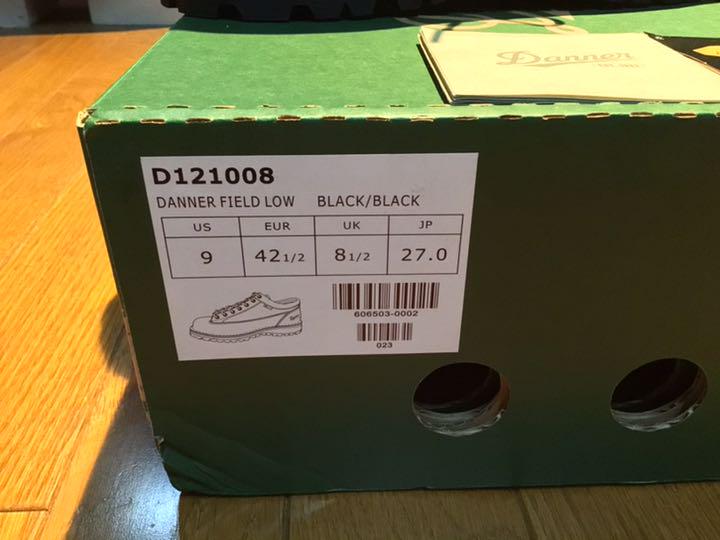 Danner
D121008
DANNER FIELD LOW BLACK/BLACK
US EUR UK JP
9 42 1/2 8 1/2 27.0
606503-0002
023